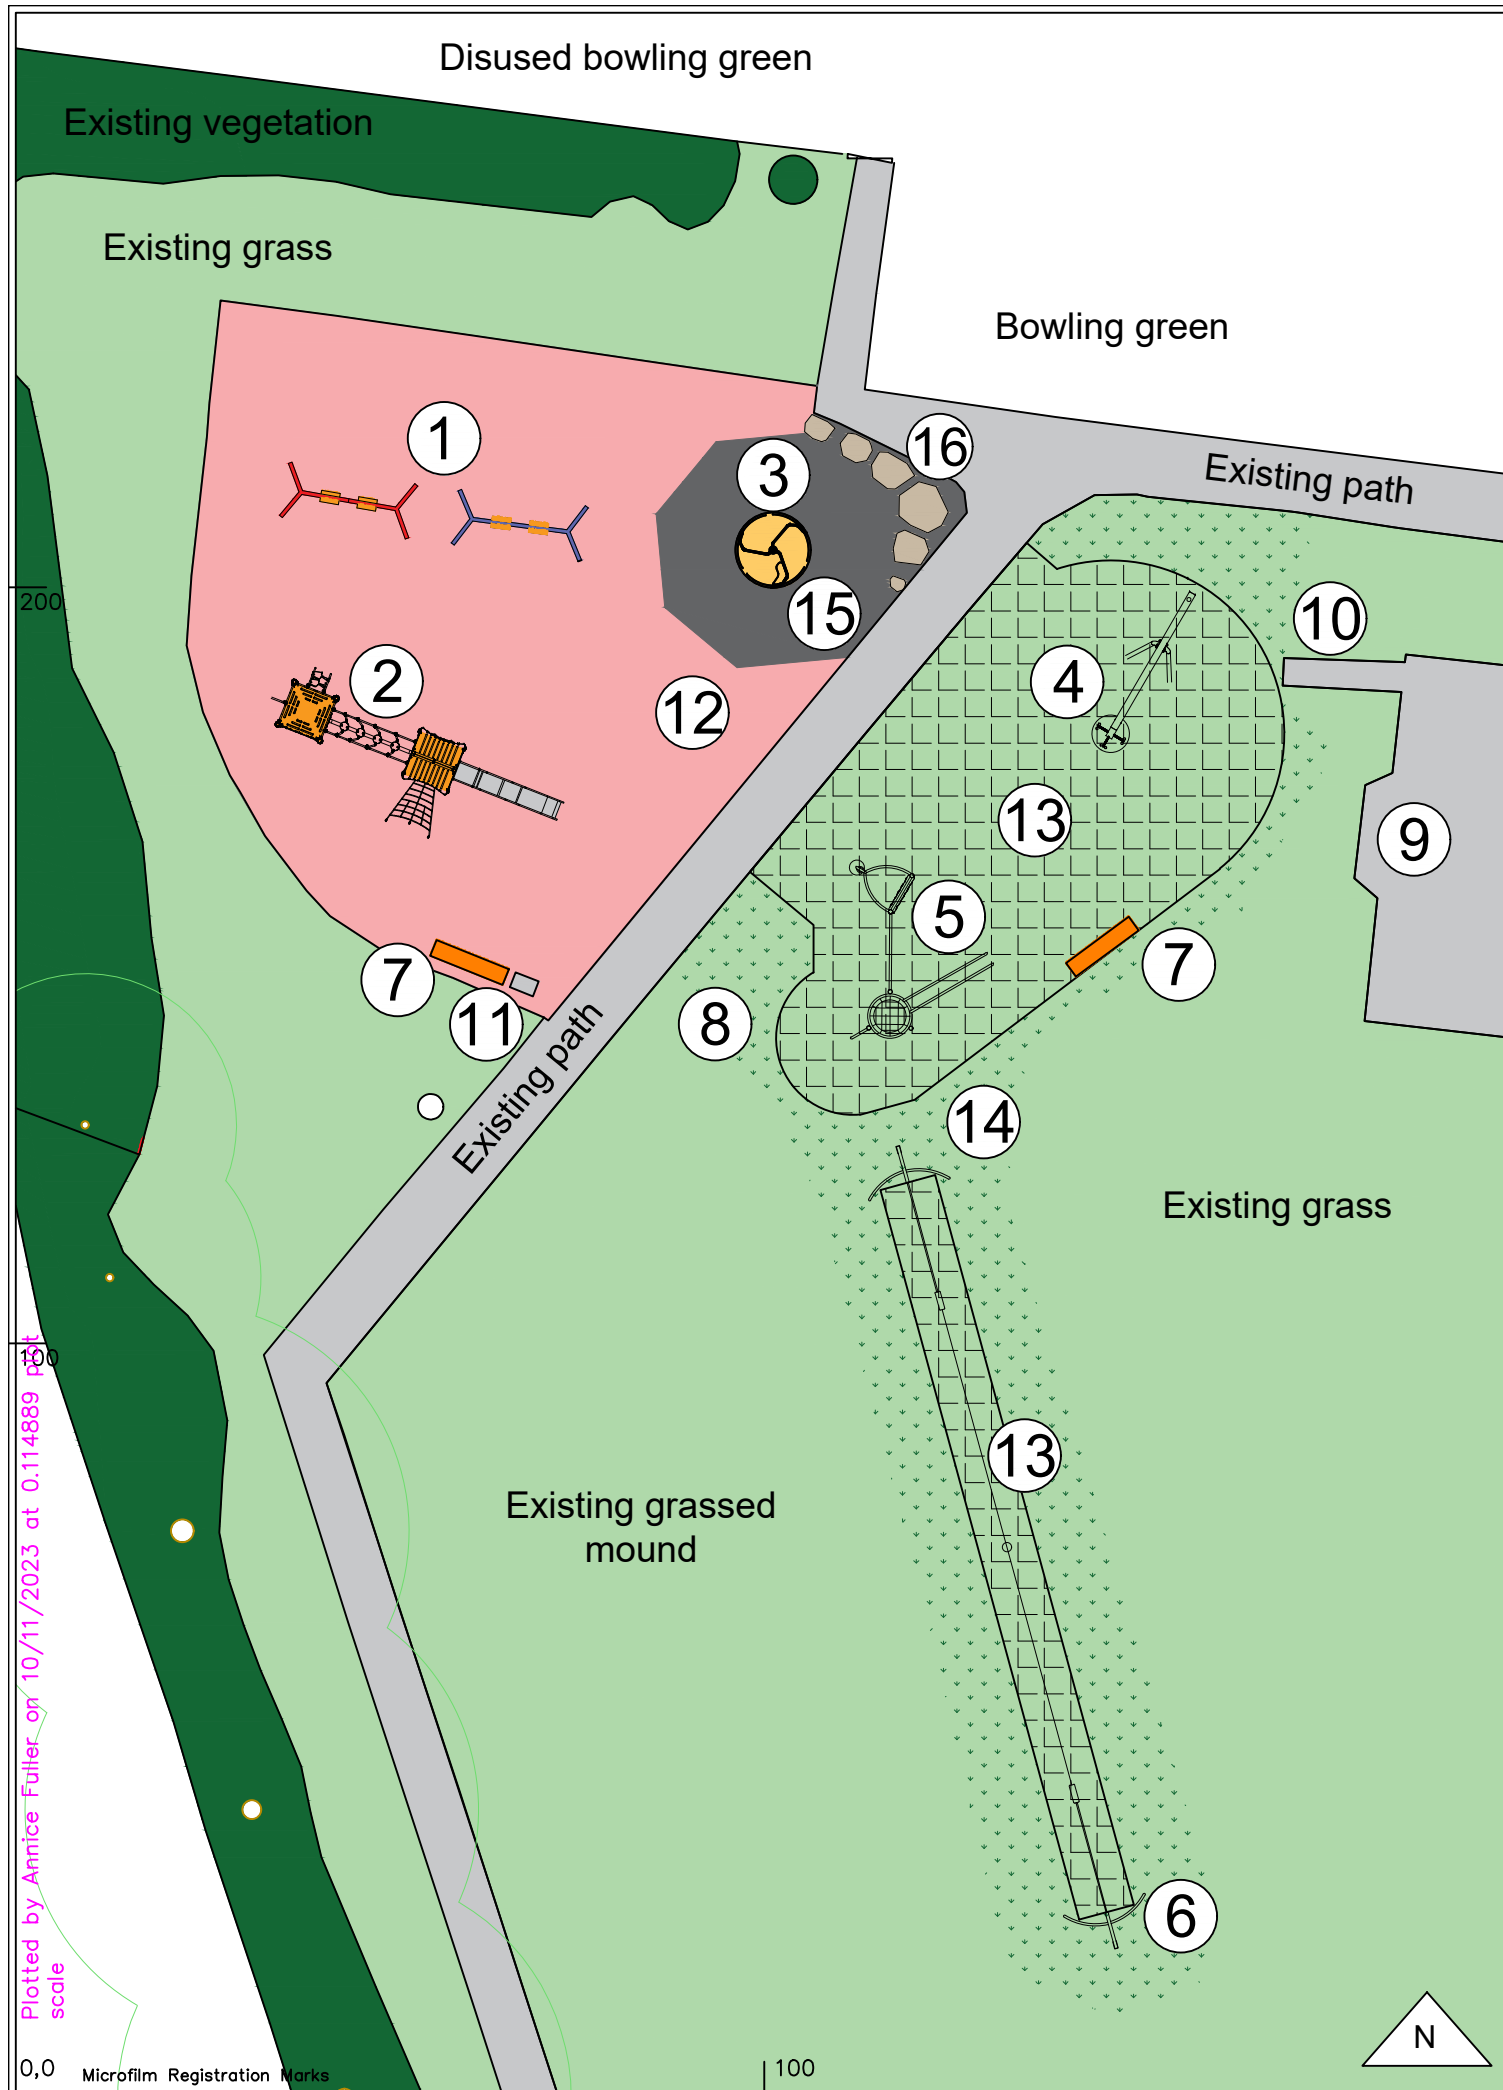 Disused bowling green
Existing vegetation
Existing grass
Bowling green
1
16
3
Existing path
200
15
10
2
4
12
13
9
5
7
7
8
11
14
Existing path
Existing grass
100
13
Existing grassed
mound
6
Plotted by Annice Fuller on 10/11/2023 at 0.114889 plot
scale
N
0,0
Microfilm Registration Marks
100